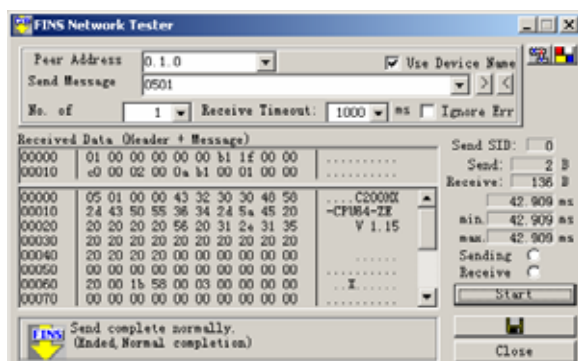 FINS Network Tester
Peer Address 0.1.0 Use Device Name
Send Message 0501
No. of 1 Receive Timeout: 1000 ms Ignore Err
Received Data (Header + Message)
00000 01 00 00 00 00 00 b1 1f 00 00 ..........
00010 c0 00 02 00 0a b1 00 01 00 00 ..........
00000 05 01 00 00 43 32 30 30 48 58 ....C200HX
00010 2d 43 50 55 36 34 2d 5a 45 20 -CPU64-ZE
00020 20 20 20 20 56 20 31 2e 31 35 V 1.15
00030 20 20 20 20 20 20 20 20 20 20
00040 20 20 20 20 00 00 00 00 00 00 ......
00050 00 00 00 00 00 00 00 00 00 00 ..........
00060 20 00 1b 58 00 03 00 00 00 00 ..X.......
00070 00 00 00 00 00 00 00 00 00 00 ..........
Send SID: 0
Send: 2 B
Receive: 136 B
42.909 ms
min. 42.909 ms
max. 42.909 ms
Sending
Receive
Start
FINS Send complete normally.
(Ended, Normal completion)
Close